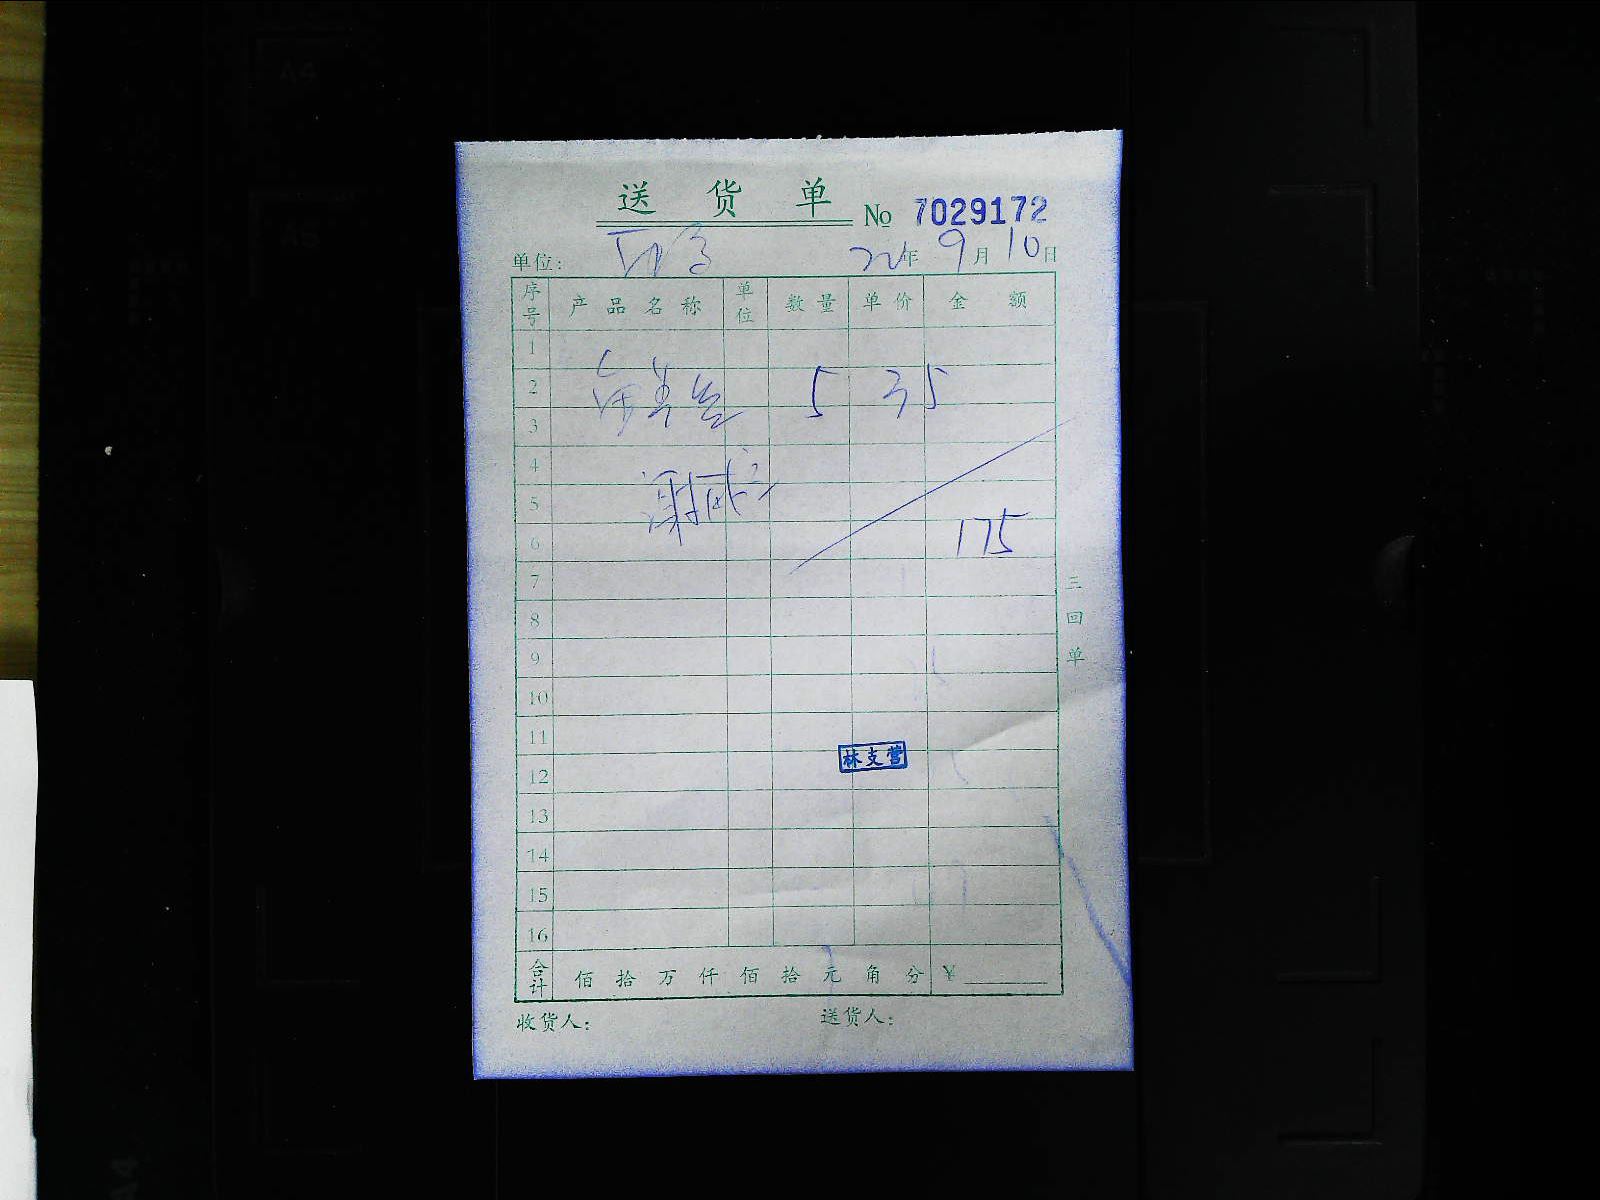 送 货 单 No 7029172
单位: 22年 9月 10日
序号 产品名称 单位 数量 单价 金额
1
2 5 35
3
4
5
6 175
7
8
9
10
11
12 林支营
13
14
15
16
合计 佰 拾 万 仟 佰 拾 元 角 分 ¥
收货人: 送货人:
三回单
A4
A5
A4